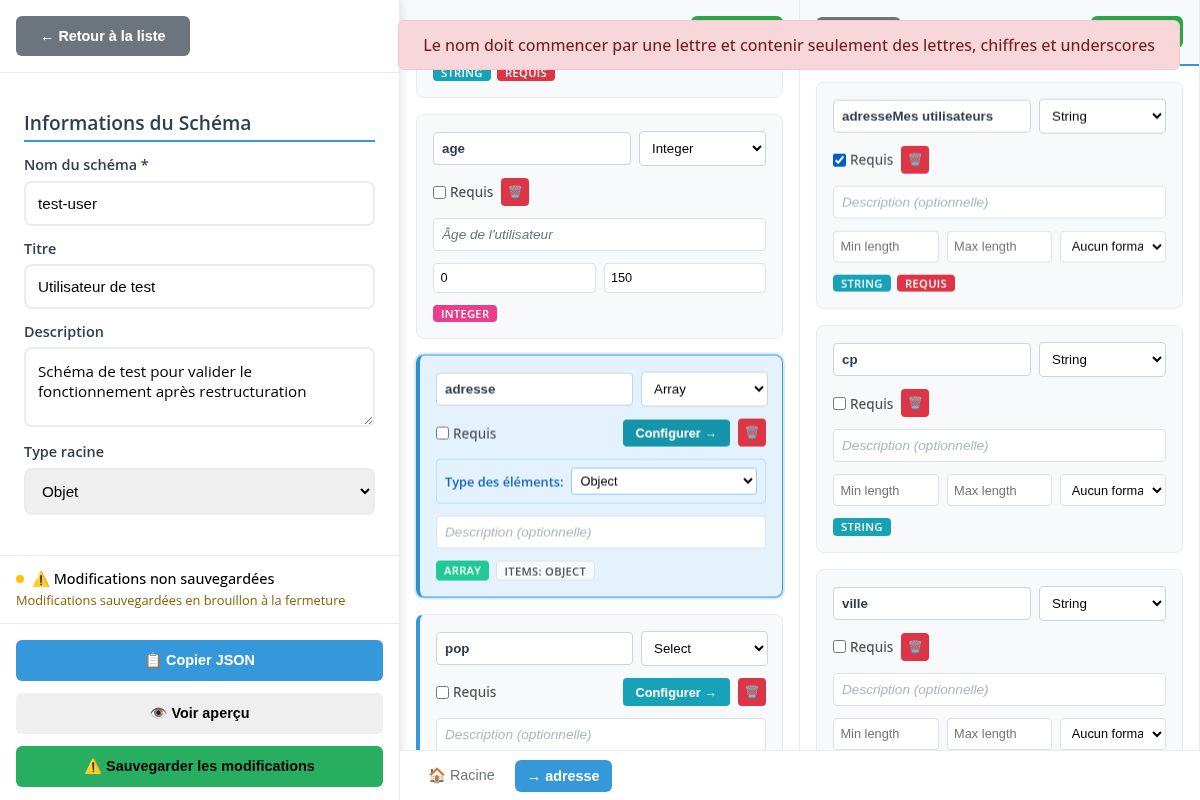 ← Retour à la liste
Informations du Schéma
Nom du schéma *
test-user
Titre
Utilisateur de test
Description
Schéma de test pour valider le
fonctionnement après restructuration
Type racine
Objet
⚠️ Modifications non sauvegardées
Modifications sauvegardées en brouillon à la fermeture
📋 Copier JSON
👁️ Voir aperçu
⚠️ Sauvegarder les modifications
Le nom doit commencer par une lettre et contenir seulement des lettres, chiffres et underscores
STRING REQUIS
age Integer
Requis 🗑️
Âge de l'utilisateur
0 150
INTEGER
adresse Array
Requis Configurer → 🗑️
Type des éléments: Object
Description (optionnelle)
ARRAY ITEMS: OBJECT
pop Select
Requis Configurer → 🗑️
Description (optionnelle)
adresseMes utilisateurs String
Requis 🗑️
Description (optionnelle)
Min length Max length Aucun forma
STRING REQUIS
cp String
Requis 🗑️
Description (optionnelle)
Min length Max length Aucun forma
STRING
ville String
Requis 🗑️
Description (optionnelle)
Min length Max length Aucun forma
🏠 Racine → adresse